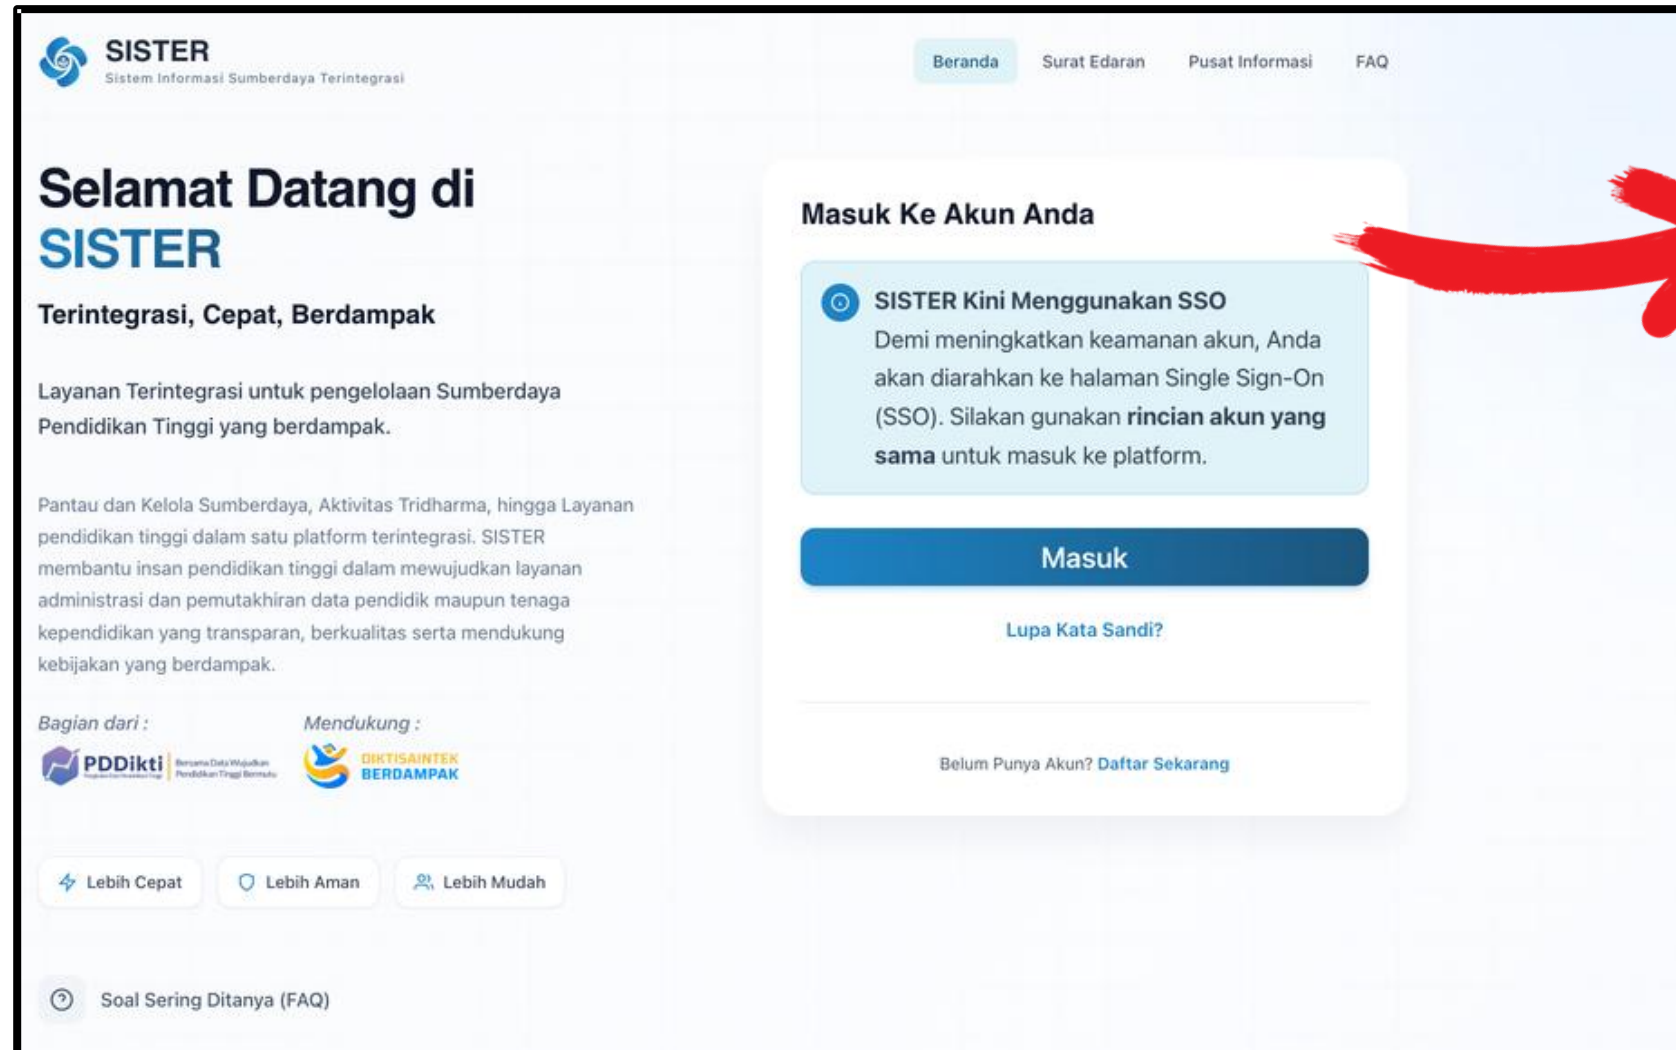 SISTER
Sistem Informasi Sumberdaya Terintegrasi
Beranda
Surat Edaran
Pusat Informasi
FAQ
Selamat Datang di
SISTER
Terintegrasi, Cepat, Berdampak
Layanan Terintegrasi untuk pengelolaan Sumberdaya
Pendidikan Tinggi yang berdampak.
Pantau dan Kelola Sumberdaya, Aktivitas Tridharma, hingga Layanan
pendidikan tinggi dalam satu platform terintegrasi. SISTER
membantu insan pendidikan tinggi dalam mewujudkan layanan
administrasi dan pemutakhiran data pendidik maupun tenaga
kependidikan yang transparan, berkualitas serta mendukung
kebijakan yang berdampak.
Bagian dari :
Mendukung :
PDDikti
Bersama Data Wujudkan
Pendidikan Tinggi Bermutu
DIKTISAINTEK
BERDAMPAK
Lebih Cepat
Lebih Aman
Lebih Mudah
Soal Sering Ditanya (FAQ)
Masuk Ke Akun Anda
SISTER Kini Menggunakan SSO
Demi meningkatkan keamanan akun, Anda
akan diarahkan ke halaman Single Sign-On
(SSO). Silakan gunakan rincian akun yang
sama untuk masuk ke platform.
Masuk
Lupa Kata Sandi?
Belum Punya Akun? Daftar Sekarang